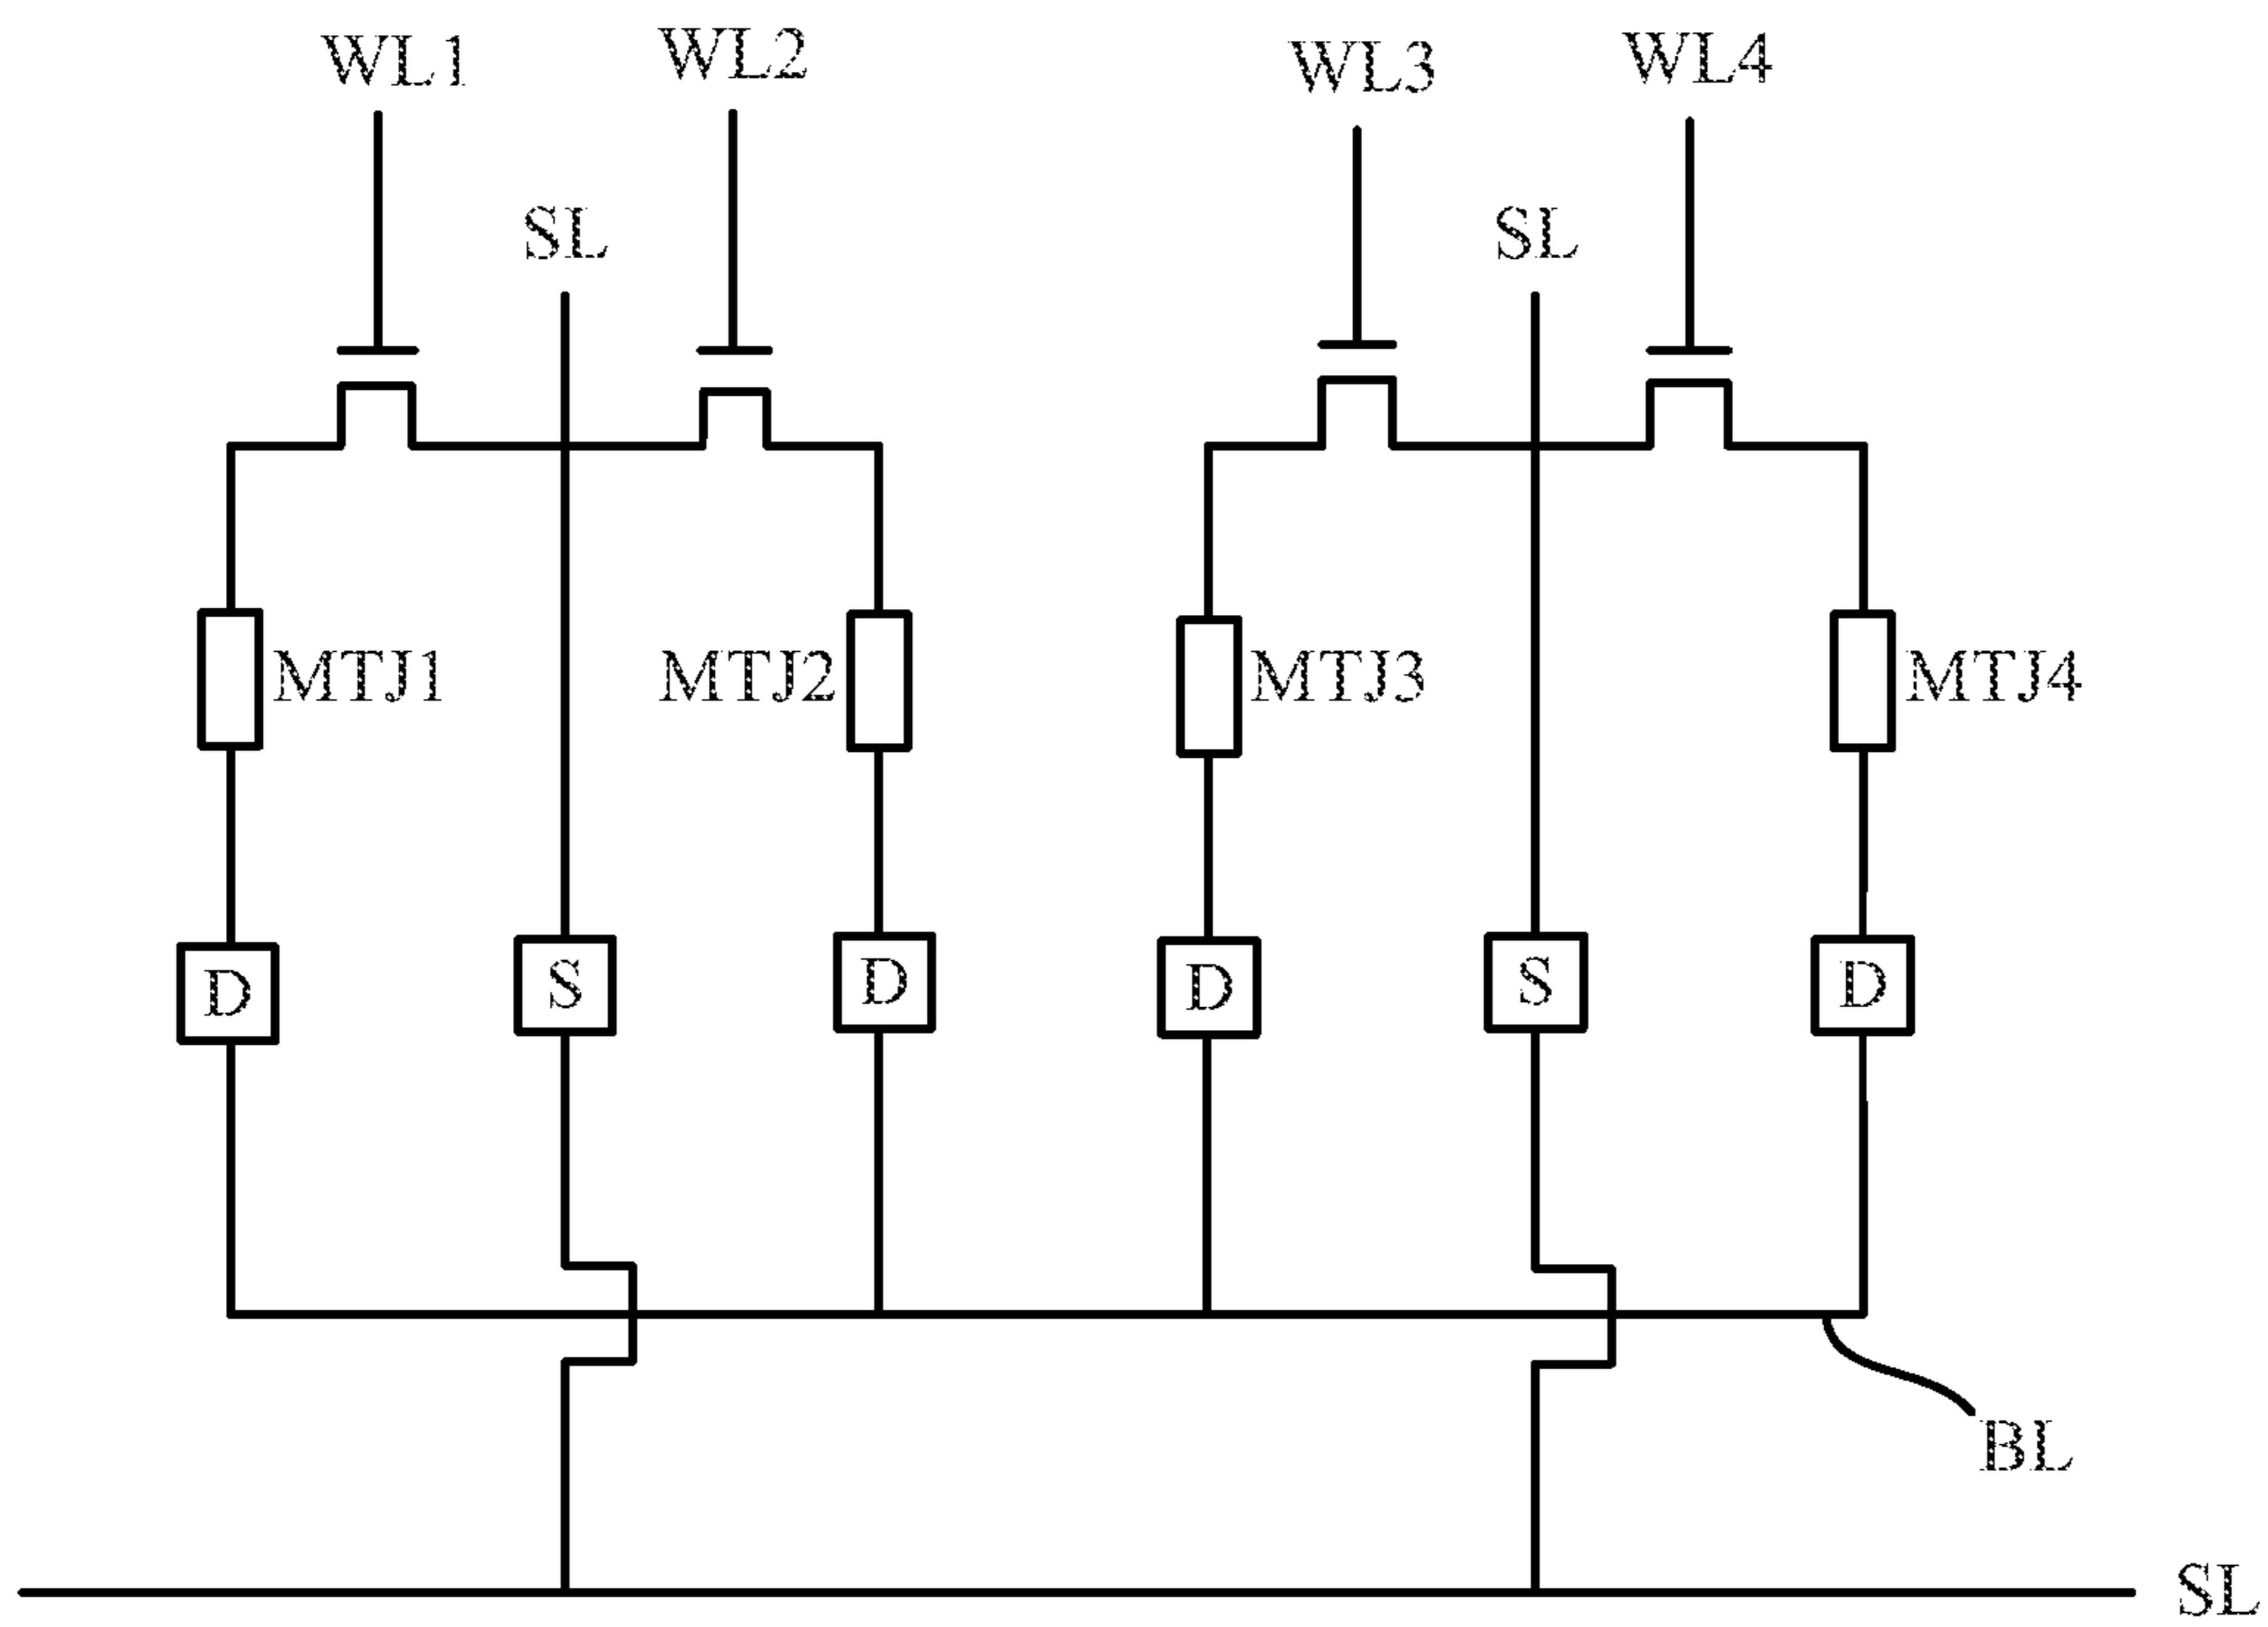 WL1 WL2 WL3 WL4
SL SL
MTJ1 MTJ2 MTJ3 MTJ4
D S D D S D
BL
SL